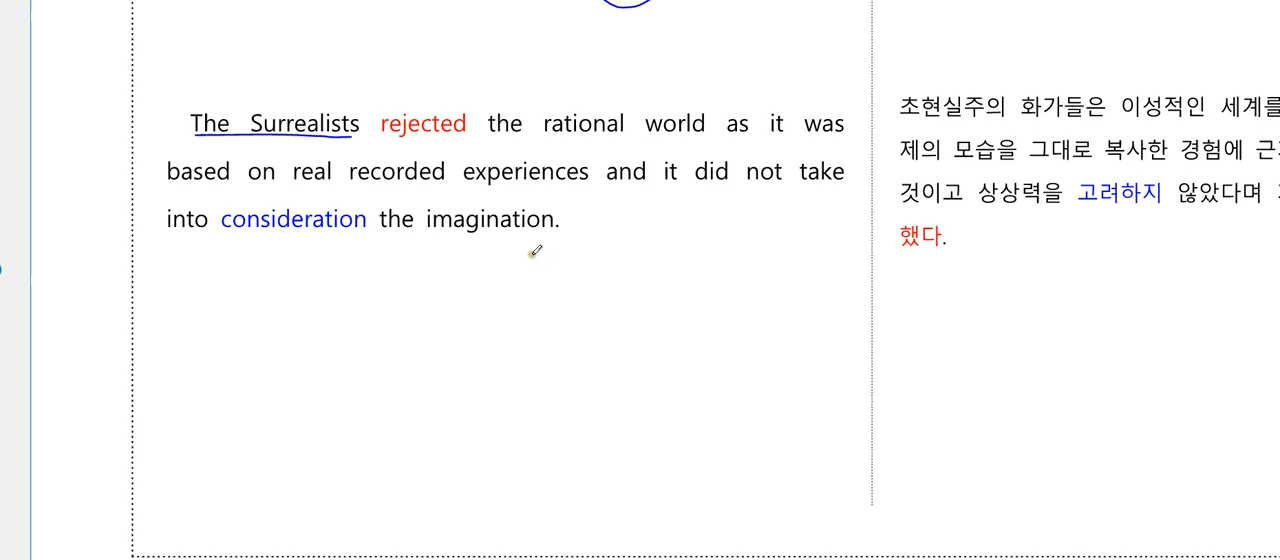 The Surrealists rejected the rational world as it was
based on real recorded experiences and it did not take
into consideration the imagination.
초현실주의 화가들은 이성적인 세계를
제의 모습을 그대로 복사한 경험에
것이고 상상력을 고려하지 않았다며
했다.